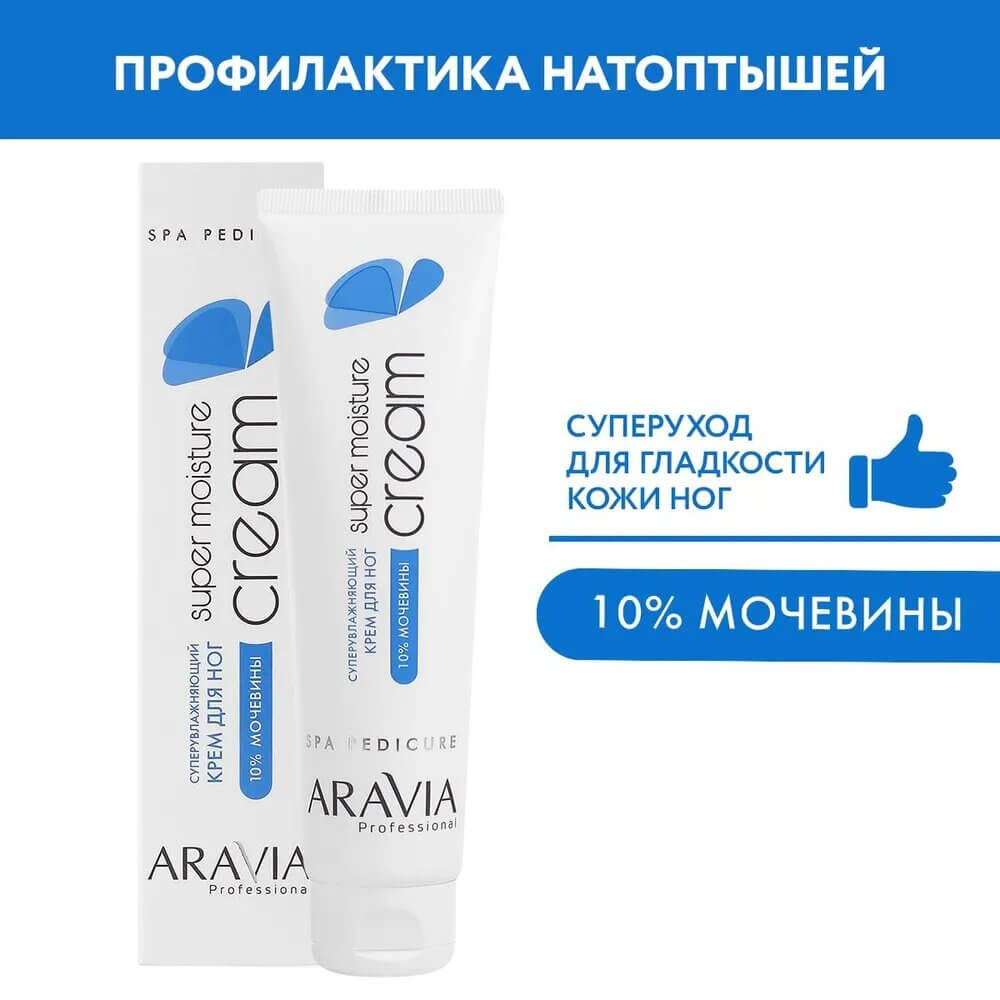 ПРОФИЛАКТИКА НАТОПТЫШЕЙ
SPA PEDI
super moisture
cream
СУПЕРУВЛАЖНЯЮЩИЙ
КРЕМ ДЛЯ НОГ
10% МОЧЕВИНЫ
ARAVIA
Professional
super moisture
cream
СУПЕРУВЛАЖНЯЮЩИЙ
КРЕМ ДЛЯ НОГ
10% МОЧЕВИНЫ
SPA PEDICURE
ARAVIA
Professional
СУПЕРУХОД
ДЛЯ ГЛАДКОСТИ
КОЖИ НОГ
10% МОЧЕВИНЫ